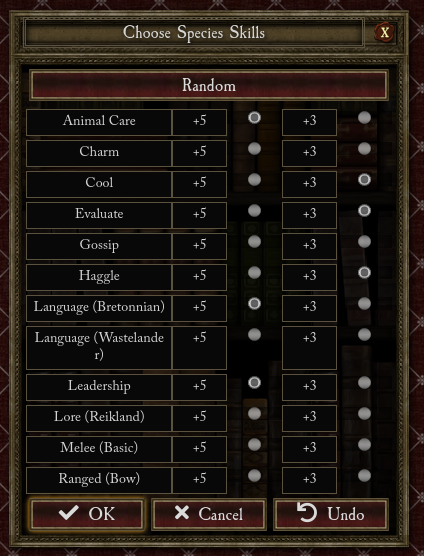 Choose Species Skills
X
Random
Animal Care +5 +3
Charm +5 +3
Cool +5 +3
Evaluate +5 +3
Gossip +5 +3
Haggle +5 +3
Language (Bretonnian) +5 +3
Language (Wastelande +5 +3
r)
Leadership +5 +3
Lore (Reikland) +5 +3
Melee (Basic) +5 +3
Ranged (Bow) +5 +3
OK Cancel Undo